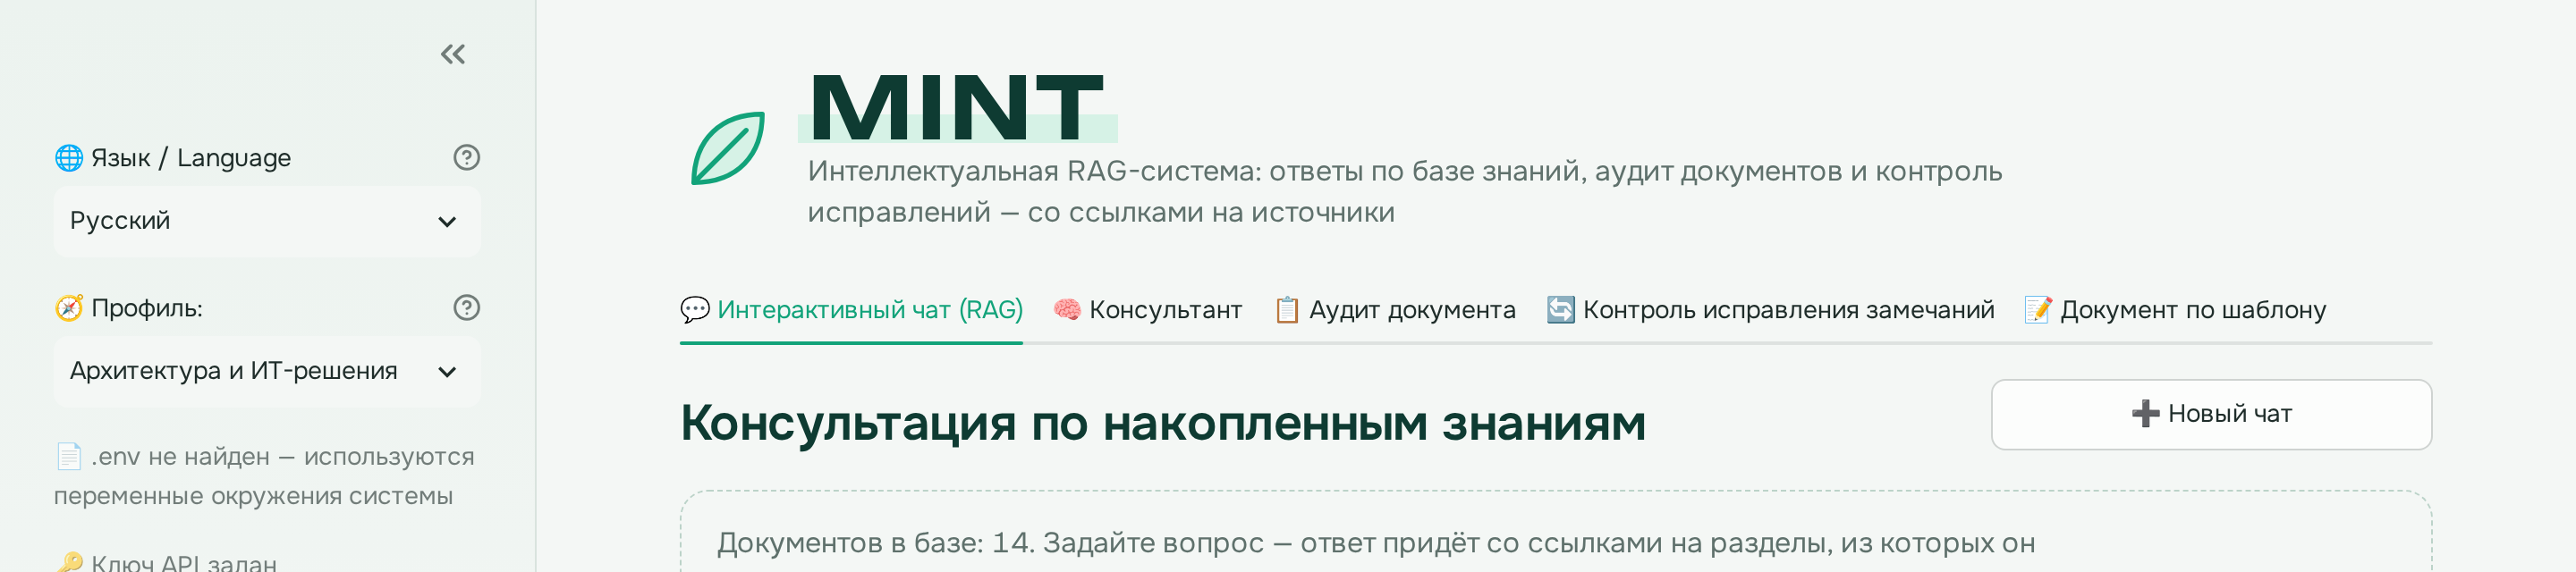 🌐 Язык / Language
Русский
🧭 Профиль:
Архитектура и ИТ-решения
📄 .env не найден — используются
переменные окружения системы
🔑 Ключ API задан
MINT
Интеллектуальная RAG-система: ответы по базе знаний, аудит документов и контроль
исправлений — со ссылками на источники
💬 Интерактивный чат (RAG) 🧠 Консультант 📋 Аудит документа 🔄 Контроль исправления замечаний 📝 Документ по шаблону
Консультация по накопленным знаниям
➕ Новый чат
Документов в базе: 14. Задайте вопрос — ответ придёт со ссылками на разделы, из которых он